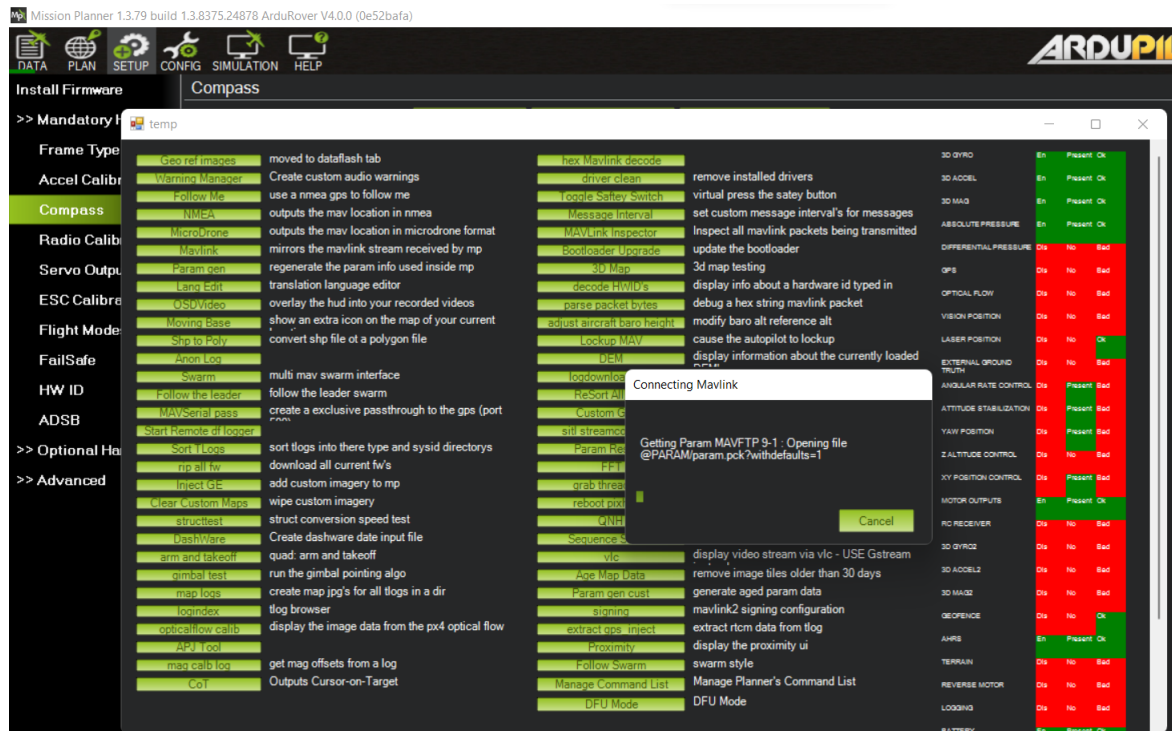 Mission Planner 1.3.79 build 1.3.8375.24878 ArduRover V4.0.0 (0e52bafa)
DATA PLAN SETUP CONFIG SIMULATION HELP
ARDUPIL
Install Firmware
Compass
>> Mandatory H
Frame Type
Accel Calibr
Compass
Radio Calib
Servo Outpu
ESC Calibra
Flight Mode
FailSafe
HW ID
ADSB
>> Optional Ha
>> Advanced
temp
Geo ref images moved to dataflash tab
Warning Manager Create custom audio warnings
Follow Me use a nmea gps to follow me
NMEA outputs the mav location in nmea
MicroDrone outputs the mav location in microdrone format
Mavlink mirrors the mavlink stream received by mp
Param gen regenerate the param info used inside mp
Lang Edit translation language editor
OSDVideo overlay the hud into your recorded videos
Moving Base show an extra icon on the map of your current
Shp to Poly convert shp file ot a polygon file
Anon Log
Swarm multi mav swarm interface
Follow the leader follow the leader swarm
MAVSerial pass create a exclusive passthrough to the gps (port
Start Remote df logger
Sort TLogs sort tlogs into there type and sysid directorys
rip all fw download all current fw's
Inject GE add custom imagery to mp
Clear Custom Maps wipe custom imagery
structtest struct conversion speed test
DashWare Create dashware date input file
arm and takeoff quad: arm and takeoff
gimbal test run the gimbal pointing algo
map logs create map jpg's for all tlogs in a dir
logindex tlog browser
opticalflow calib display the image data from the px4 optical flow
APJ Tool
mag calb log get mag offsets from a log
CoT Outputs Cursor-on-Target
hex Mavlink decode
driver clean remove installed drivers
Toggle Saftey Switch virtual press the satey button
Message Interval set custom message interval's for messages
MAVLink Inspector Inspect all mavlink packets being transmitted
Bootloader Upgrade update the bootloader
3D Map 3d map testing
decode HWID's display info about a hardware id typed in
parse packet bytes debug a hex string mavlink packet
adjust aircraft baro height modify baro alt reference alt
Lockup MAV cause the autopilot to lockup
DEM display information about the currently loaded
logdownloa
ReSort All
Custom G
sitl streamco
Param Re
FFT
grab threa
reboot pix
QNH
Sequence S
vlc display video stream via vlc - USE Gstream
Age Map Data remove image tiles older than 30 days
Param gen cust generate aged param data
signing mavlink2 signing configuration
extract gps_inject extract rtcm data from tlog
Proximity display the proximity ui
Follow Swarm swarm style
Manage Command List Manage Planner's Command List
DFU Mode DFU Mode
Connecting Mavlink
Getting Param MAVFTP 9-1 : Opening file
@PARAM/param.pck?withdefaults=1
Cancel
3D GYRO En Present Ok
3D ACCEL En Present Ok
3D MAG En Present Ok
ABSOLUTE PRESSURE En Present Ok
DIFFERENTIAL PRESSURE Dis No Bad
GPS Dis No Bad
OPTICAL FLOW Dis No Bad
VISION POSITION Dis No Bad
LASER POSITION Dis No Ok
EXTERNAL GROUND
TRUTH Dis No Bad
ANGULAR RATE CONTROL Dis Present Bad
ATTITUDE STABILIZATION Dis Present Bad
YAW POSITION Dis Present Bad
Z ALTITUDE CONTROL Dis No Bad
XY POSITION CONTROL Dis Present Bad
MOTOR OUTPUTS En Present Ok
RC RECEIVER Dis No Bad
3D GYRO2 Dis No Bad
3D ACCEL2 Dis No Bad
3D MAG2 Dis No Bad
GEOFENCE Dis No Ok
AHRS En Present Ok
TERRAIN Dis No Bad
REVERSE MOTOR Dis No Bad
LOGGING Dis No Bad
BATTERY En Present Ok